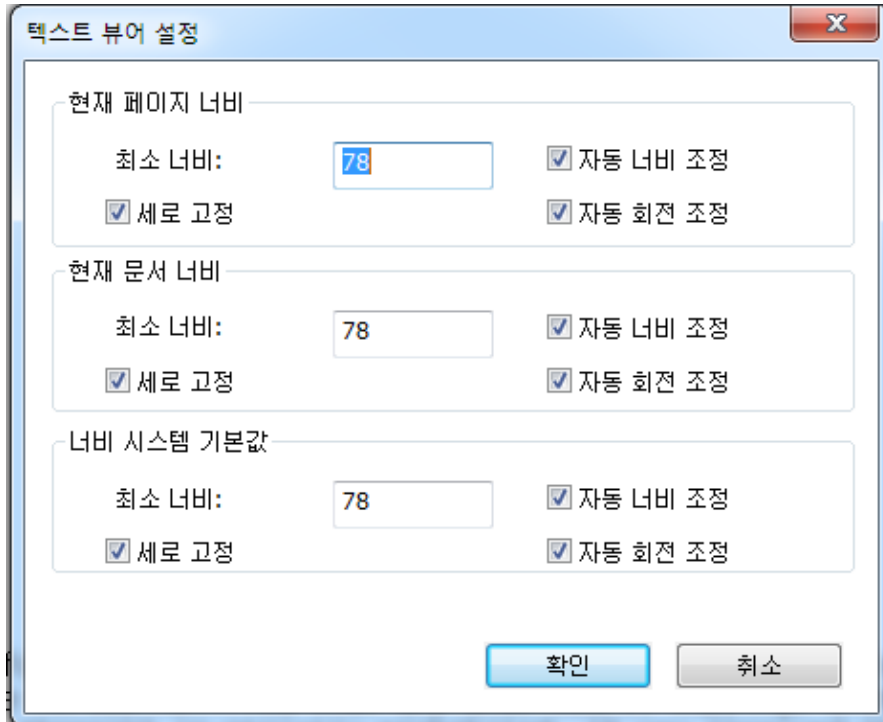 텍스트 뷰어 설정
현재 페이지 너비
최소 너비: 78 자동 너비 조정
세로 고정 자동 회전 조정
현재 문서 너비
최소 너비: 78 자동 너비 조정
세로 고정 자동 회전 조정
너비 시스템 기본값
최소 너비: 78 자동 너비 조정
세로 고정 자동 회전 조정
확인 취소